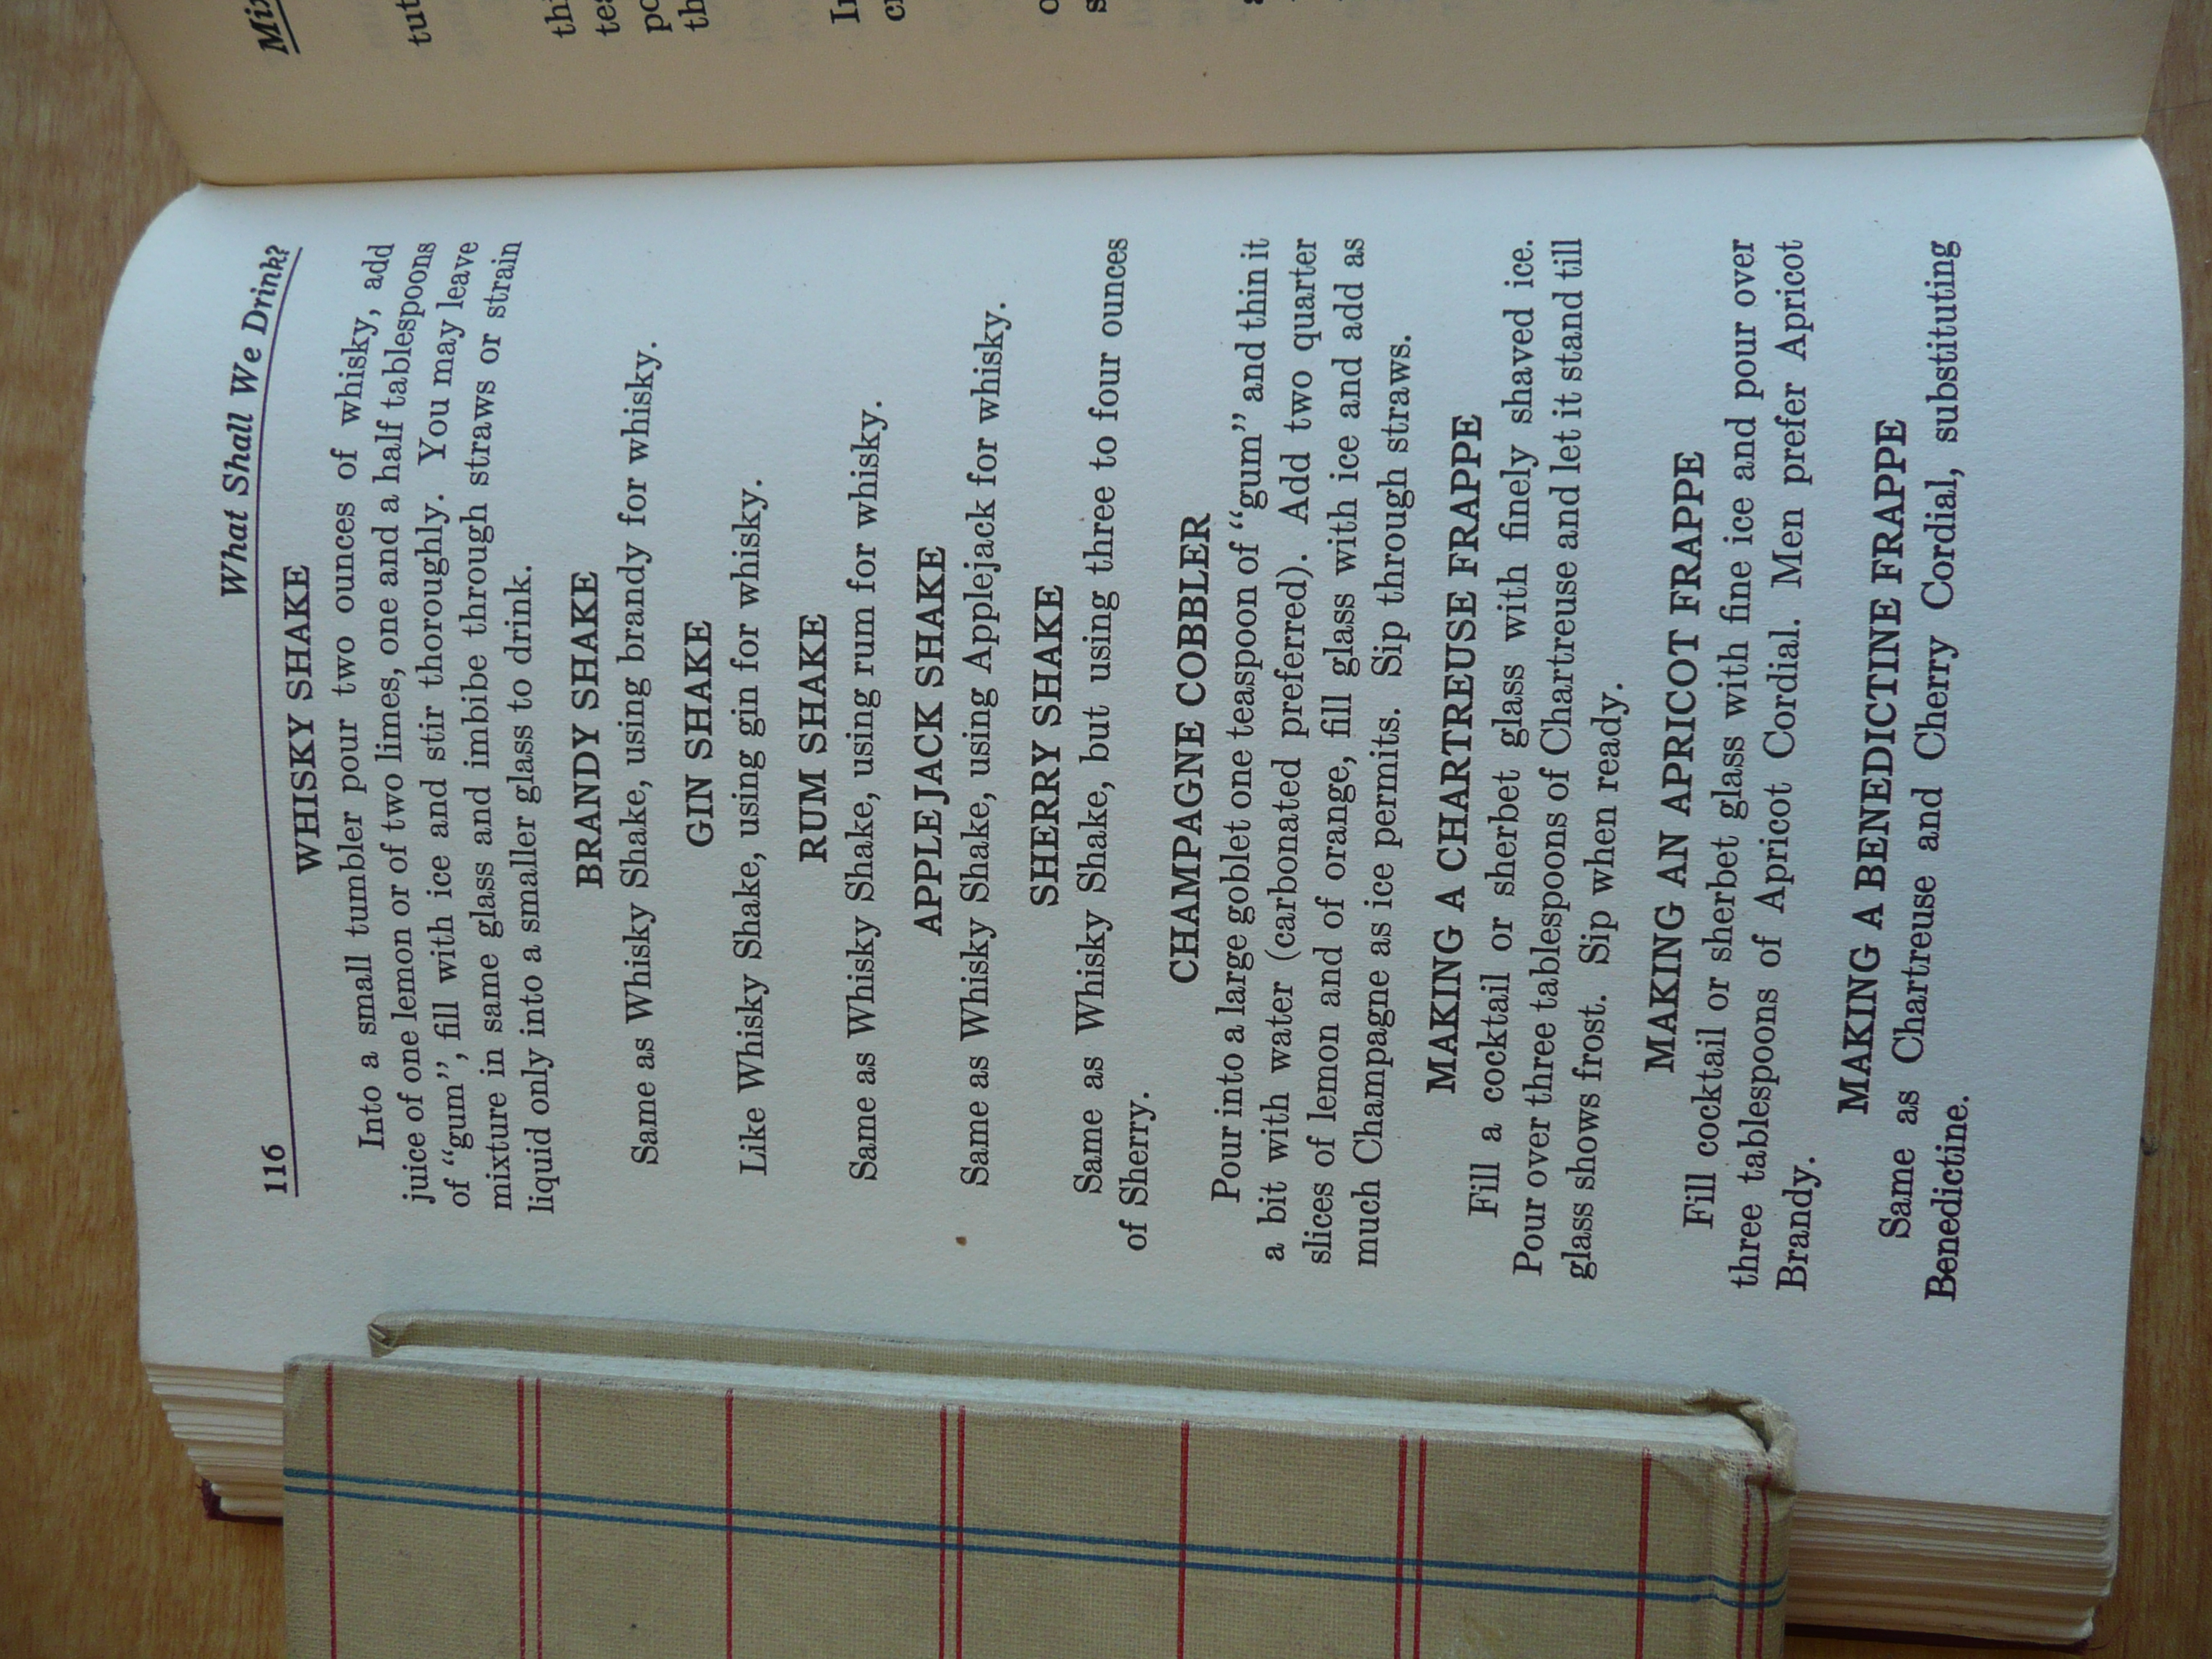 116
What Shall We Drink?
WHISKY SHAKE
Into a small tumbler pour two ounces of whisky, add
juice of one lemon or of two limes, one and a half tablespoons
of "gum", fill with ice and stir thoroughly. You may leave
mixture in same glass and imbibe through straws or strain
liquid only into a smaller glass to drink.
BRANDY SHAKE
Same as Whisky Shake, using brandy for whisky.
GIN SHAKE
Like Whisky Shake, using gin for whisky.
RUM SHAKE
Same as Whisky Shake, using rum for whisky.
APPLEJACK SHAKE
Same as Whisky Shake, using Applejack for whisky.
SHERRY SHAKE
Same as Whisky Shake, but using three to four ounces
of Sherry.
CHAMPAGNE COBBLER
Pour into a large goblet one teaspoon of "gum" and thin it
a bit with water (carbonated preferred). Add two quarter
slices of lemon and of orange, fill glass with ice and add as
much Champagne as ice permits. Sip through straws.
MAKING A CHARTREUSE FRAPPE
Fill a cocktail or sherbet glass with finely shaved ice.
Pour over three tablespoons of Chartreuse and let it stand till
glass shows frost. Sip when ready.
MAKING AN APRICOT FRAPPE
Fill cocktail or sherbet glass with fine ice and pour over
three tablespoons of Apricot Cordial. Men prefer Apricot
Brandy.
MAKING A BENEDICTINE FRAPPE
Same as Chartreuse and Cherry Cordial, substituting
Benedictine.